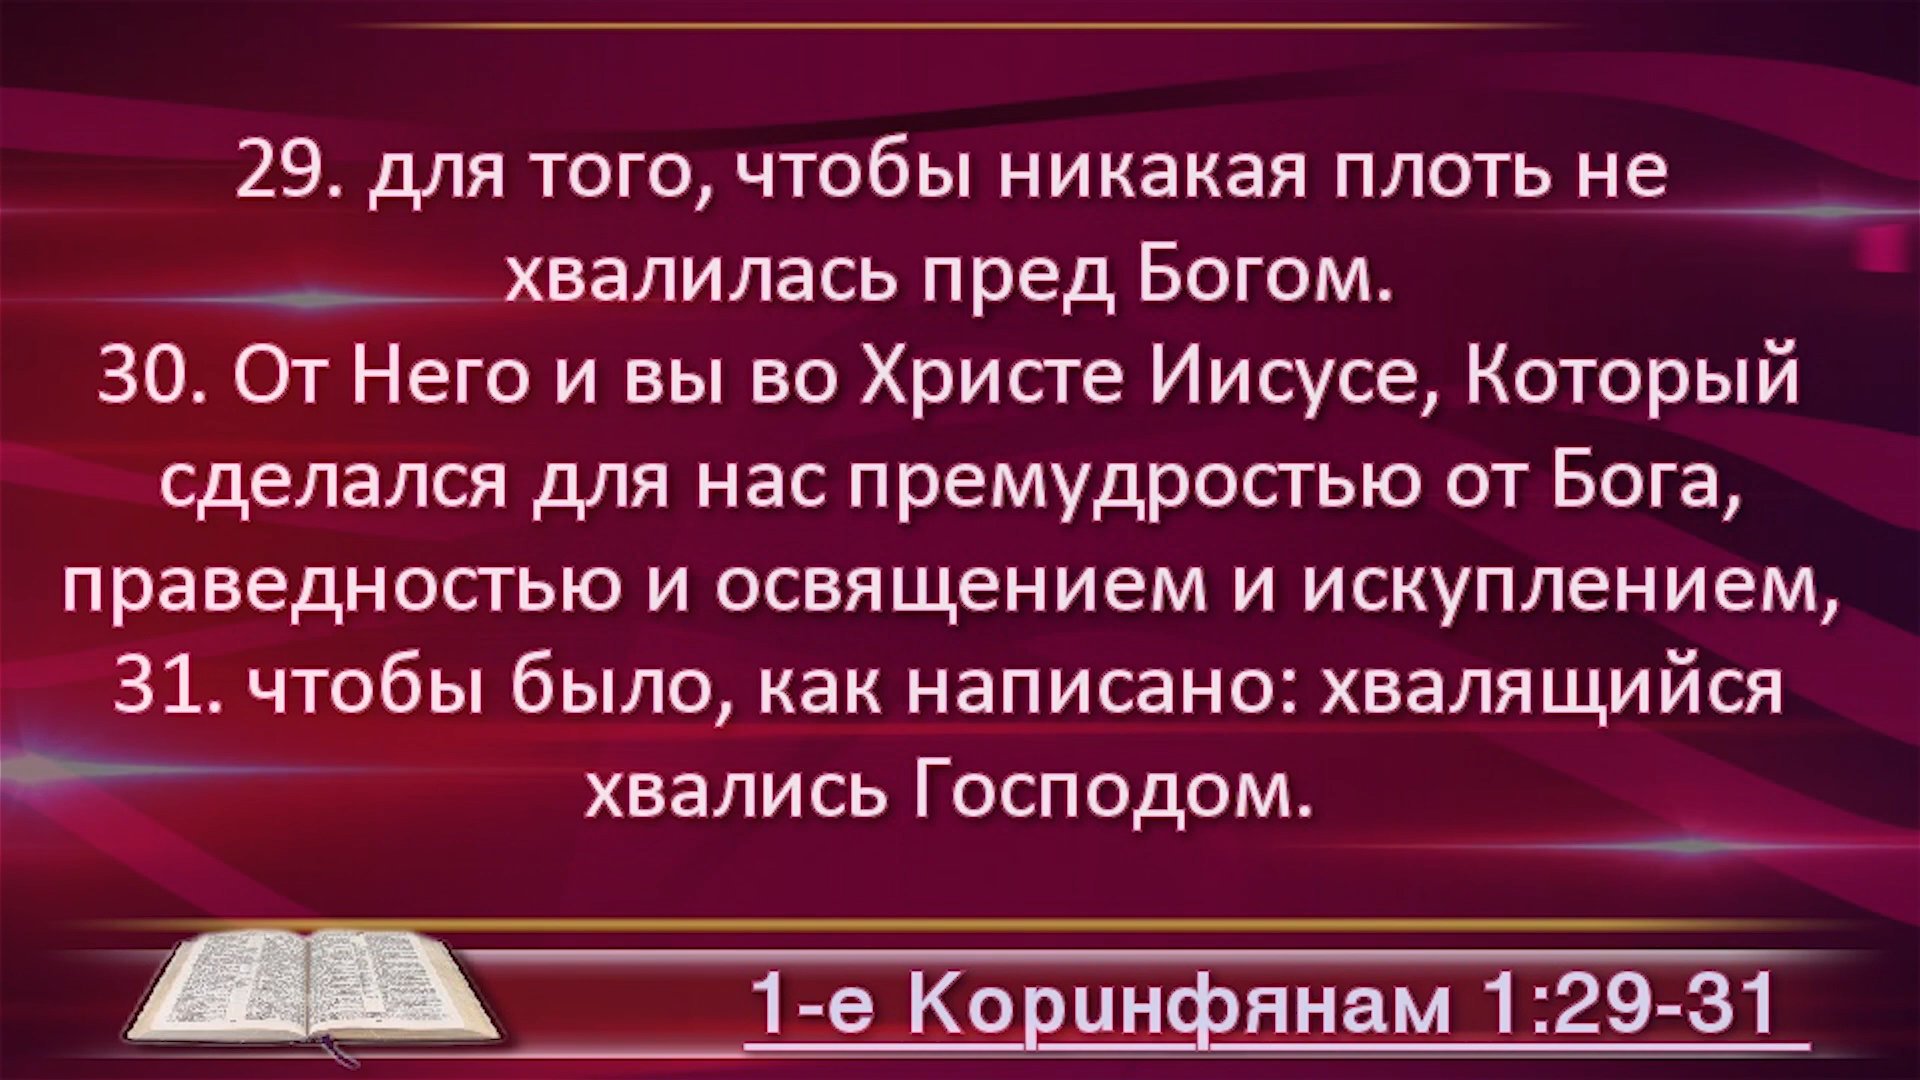 29. для того, чтобы никакая плоть не
хвалилась пред Богом.
30. От Него и вы во Христе Иисусе, Который
сделался для нас премудростью от Бога,
праведностью и освящением и искуплением,
31. чтобы было, как написано: хвалящийся
хвались Господом.
1-е Коринфянам 1:29-31